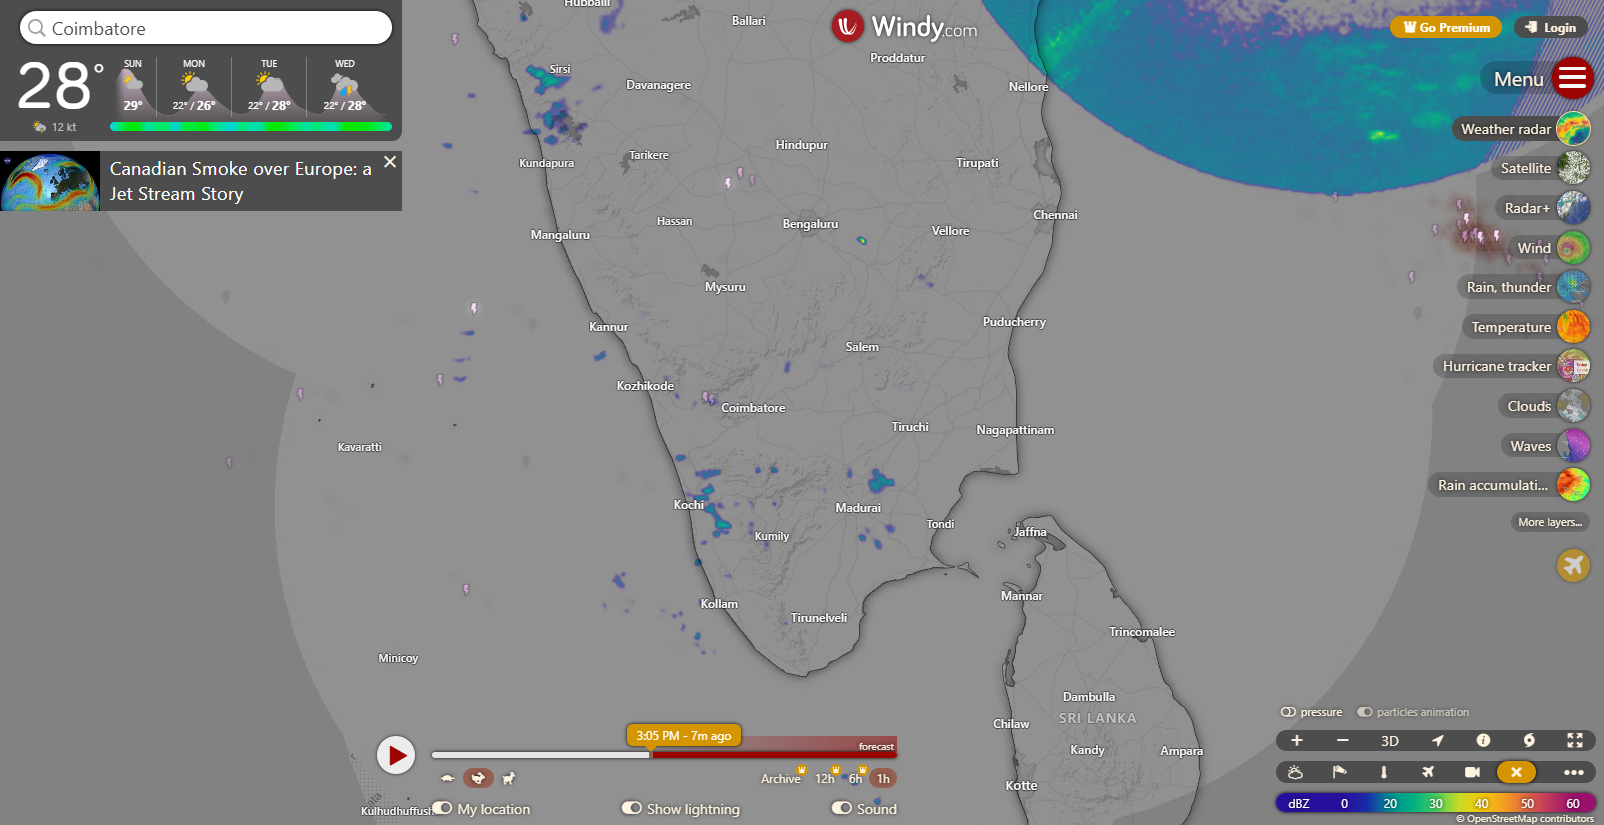 Coimbatore
28°
12 kt
SUN
29°
MON
22° / 26°
TUE
22° / 28°
WED
22° / 28°
Canadian Smoke over Europe: a
Jet Stream Story
Windy.com
Go Premium
Login
Menu
Weather radar
Satellite
Radar+
Wind
Rain, thunder
Temperature
Hurricane tracker
Clouds
Waves
Rain accumulati...
More layers...
Hubballi
Ballari
Proddatur
Sirsi
Davanagere
Nellore
Kundapura
Tarikere
Hindupur
Tirupati
Hassan
Bengaluru
Chennai
Mangaluru
Vellore
Mysuru
Kannur
Puducherry
Salem
Kozhikode
Coimbatore
Tiruchi
Nagapattinam
Kavaratti
Kochi
Madurai
Tondi
Kumily
Jaffna
Mannar
Kollam
Tirunelveli
Trincomalee
Minicoy
Dambulla
Chilaw
SRI LANKA
Kandy
Ampara
Kotte
Kulhudhuffush
3:05 PM - 7m ago
forecast
Archive
12h
6h
1h
My location
Show lightning
Sound
pressure
particles animation
+
−
3D
dBZ
0
20
30
40
50
60
© OpenStreetMap contributors